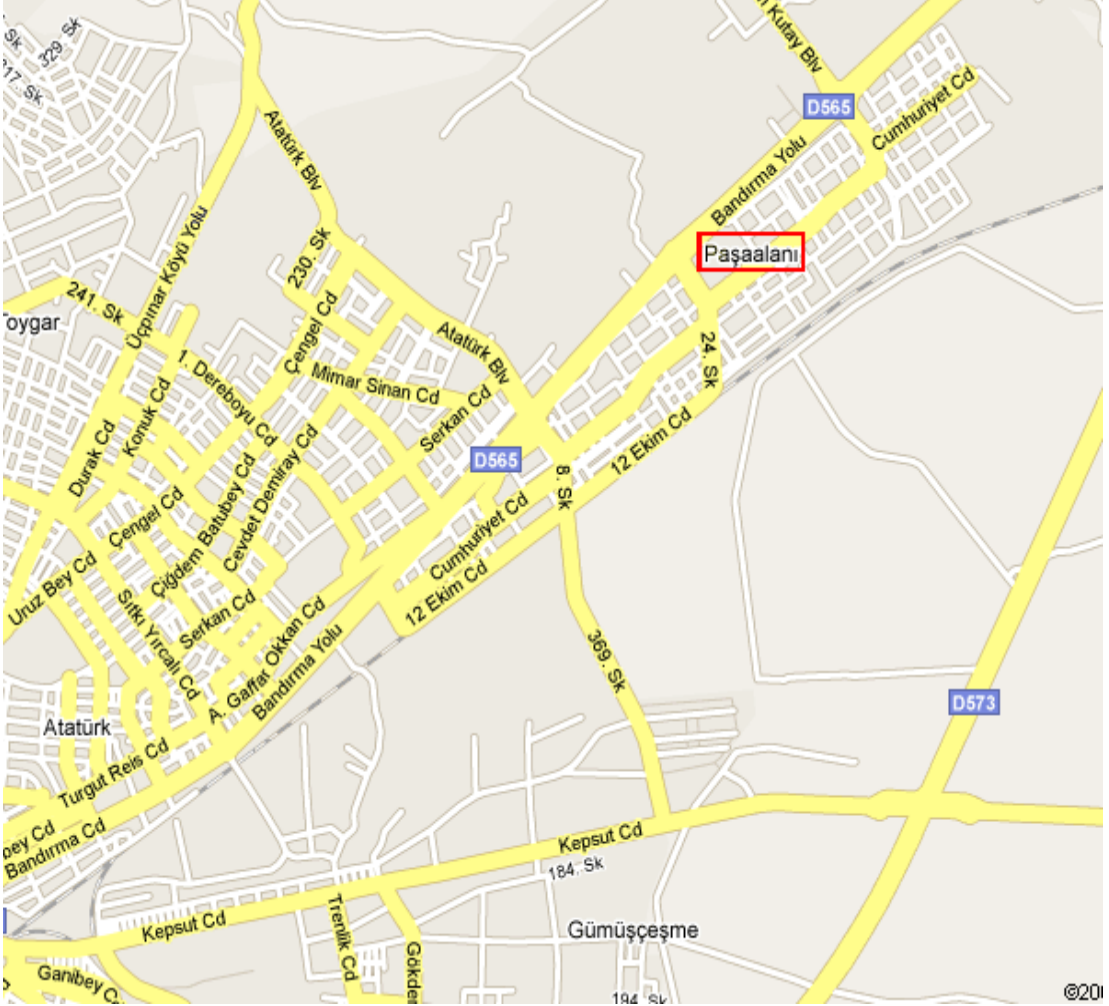 329. Sk
317. Sk
Kutay Blv
D565
Cumhuriyet Cd
Atatürk Blv
Bandırma Yolu
Paşaalanı
Üçpınar Köyü Yolu
230. Sk
241. Sk
oygar
Çengel Cd
Atatürk Blv
24. Sk
1. Dereboyu Cd
Mimar Sinan Cd
Konuk Cd
Serkan Cd
Durak Cd
D565
12 Ekim Cd
8. Sk
Çengel Cd
Çiğdem Batubey Cd
Cevdet Demiray Cd
Cumhuriyet Cd
Uruz Bey Cd
12 Ekim Cd
Serkan Cd
Sıtkı Yırcalı Cd
A. Gaffar Okkan Cd
Bandırma Yolu
369. Sk
D573
Atatürk
Turgut Reis Cd
bey Cd
Bandırma Cd
Kepsut Cd
184. Sk
Kepsut Cd
Trenlik Cd
Gümüşçeşme
Ganibey C
194. Sk
©20